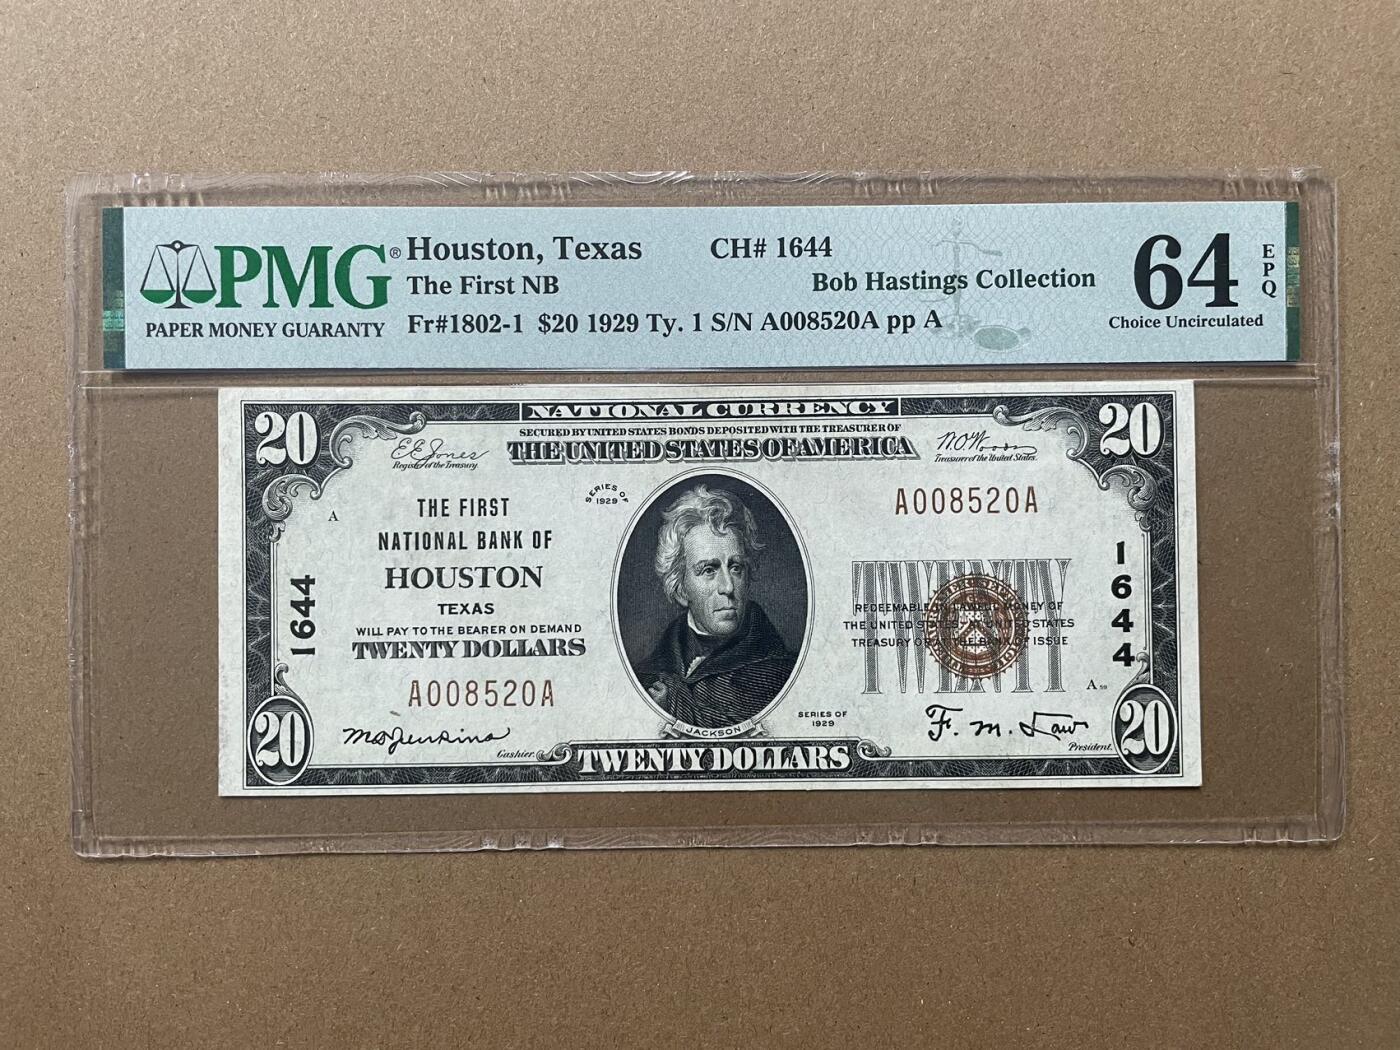 PMG®
PAPER MONEY GUARANTY
Houston, Texas CH# 1644
The First NB Bob Hastings Collection
Fr#1802-1 $20 1929 Ty. 1 S/N A008520A pp A
64 EPQ
Choice Uncirculated
NATIONAL CURRENCY
SECURED BY UNITED STATES BONDS DEPOSITED WITH THE TREASURER OF
THE UNITED STATES OF AMERICA
20
20
E E Jones
Register of the Treasury.
W.O. Woods
Treasurer of the United States.
SERIES OF
1929
A
THE FIRST
NATIONAL BANK OF
HOUSTON
TEXAS
WILL PAY TO THE BEARER ON DEMAND
TWENTY DOLLARS
A008520A
1644
A008520A
TWENTY
REDEEMABLE IN LAWFUL MONEY OF
THE UNITED STATES AT UNITED STATES
TREASURY OR AT THE BANK OF ISSUE
1644
A 59
SERIES OF
1929
JACKSON
Cashier.
F. M. Law
President.
20
TWENTY DOLLARS
20